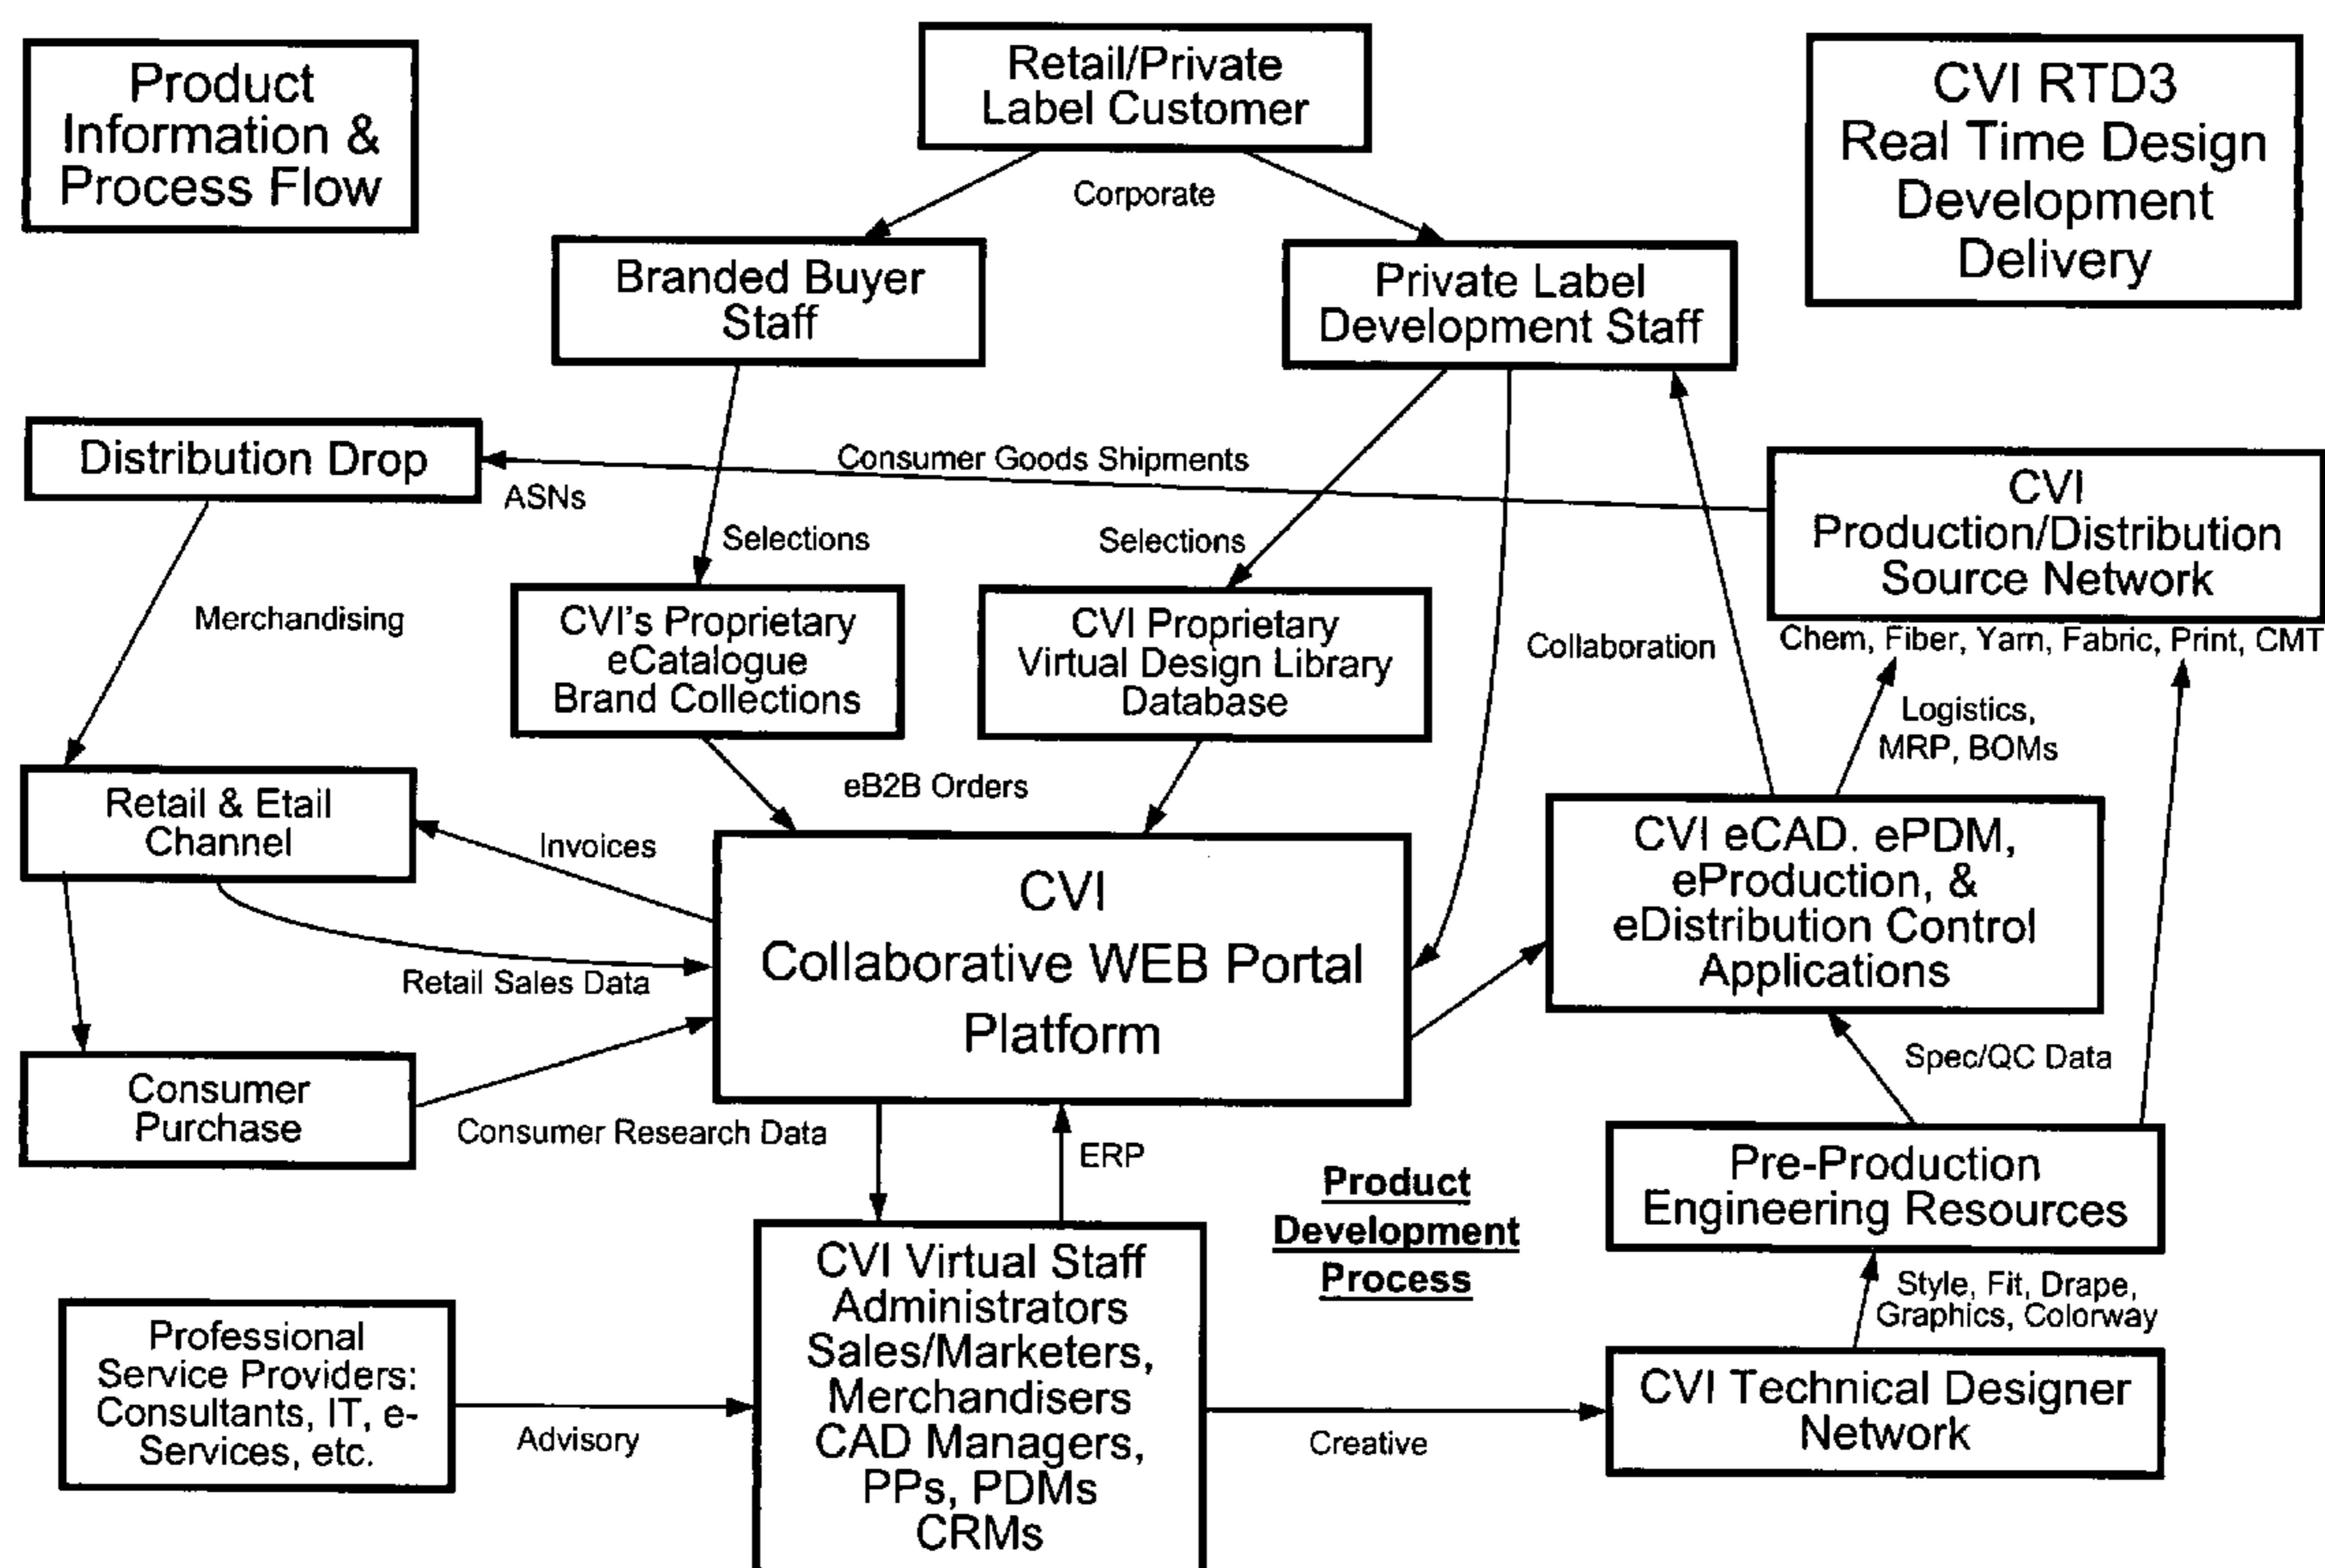 Product
Information &
Process Flow
Retail/Private
Label Customer
CVI RTD3
Real Time Design
Development
Delivery
Corporate
Branded Buyer
Staff
Private Label
Development Staff
Distribution Drop
Consumer Goods Shipments
ASNs
CVI
Production/Distribution
Source Network
Chem, Fiber, Yarn, Fabric, Print, CMT
Selections
Selections
Merchandising
CVI's Proprietary
eCatalogue
Brand Collections
CVI Proprietary
Virtual Design Library
Database
Collaboration
Logistics,
MRP, BOMs
eB2B Orders
Retail & Etail
Channel
Invoices
CVI
Collaborative WEB Portal
Platform
CVI eCAD. ePDM,
eProduction, &
eDistribution Control
Applications
Retail Sales Data
Consumer
Purchase
Consumer Research Data
ERP
Spec/QC Data
Product
Development
Process
Pre-Production
Engineering Resources
Style, Fit, Drape,
Graphics, Colorway
Professional
Service Providers:
Consultants, IT, e-
Services, etc.
Advisory
CVI Virtual Staff
Administrators
Sales/Marketers,
Merchandisers
CAD Managers,
PPs, PDMs
CRMs
Creative
CVI Technical Designer
Network